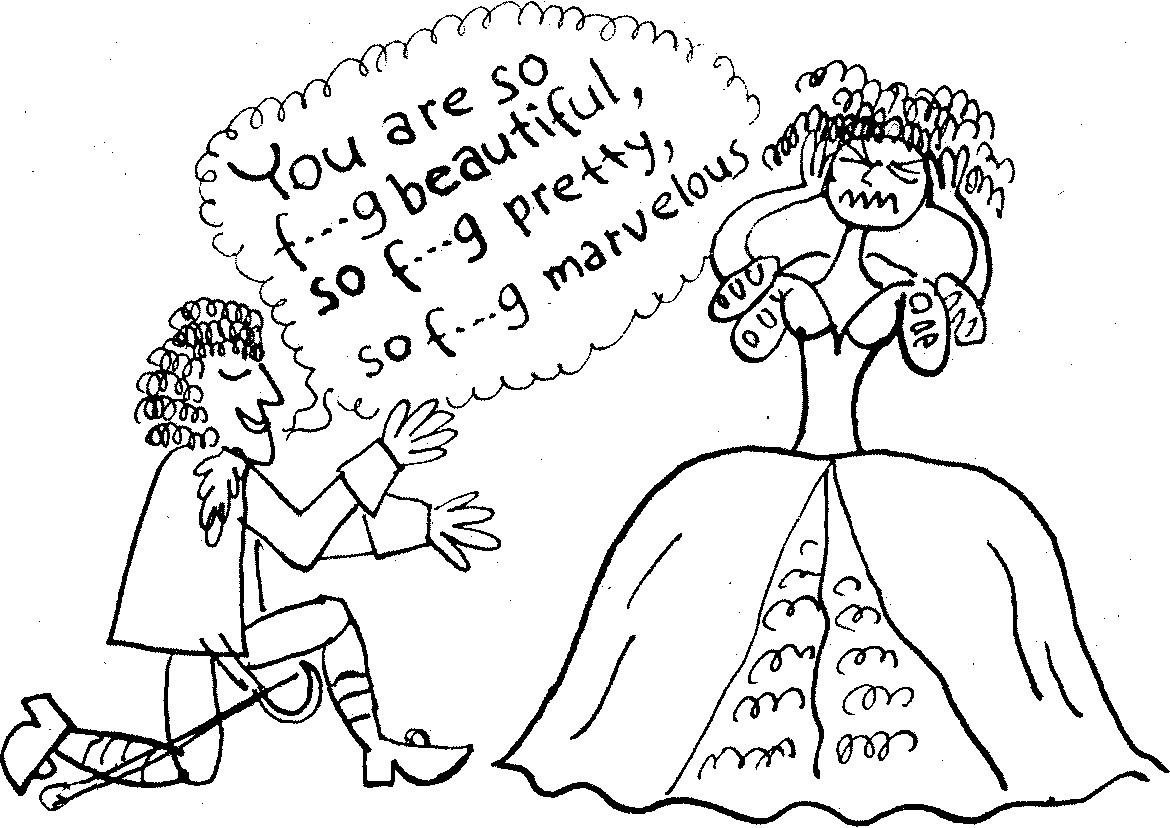 You are so
f---g beautiful,
so f---g pretty,
so f---g marvelous